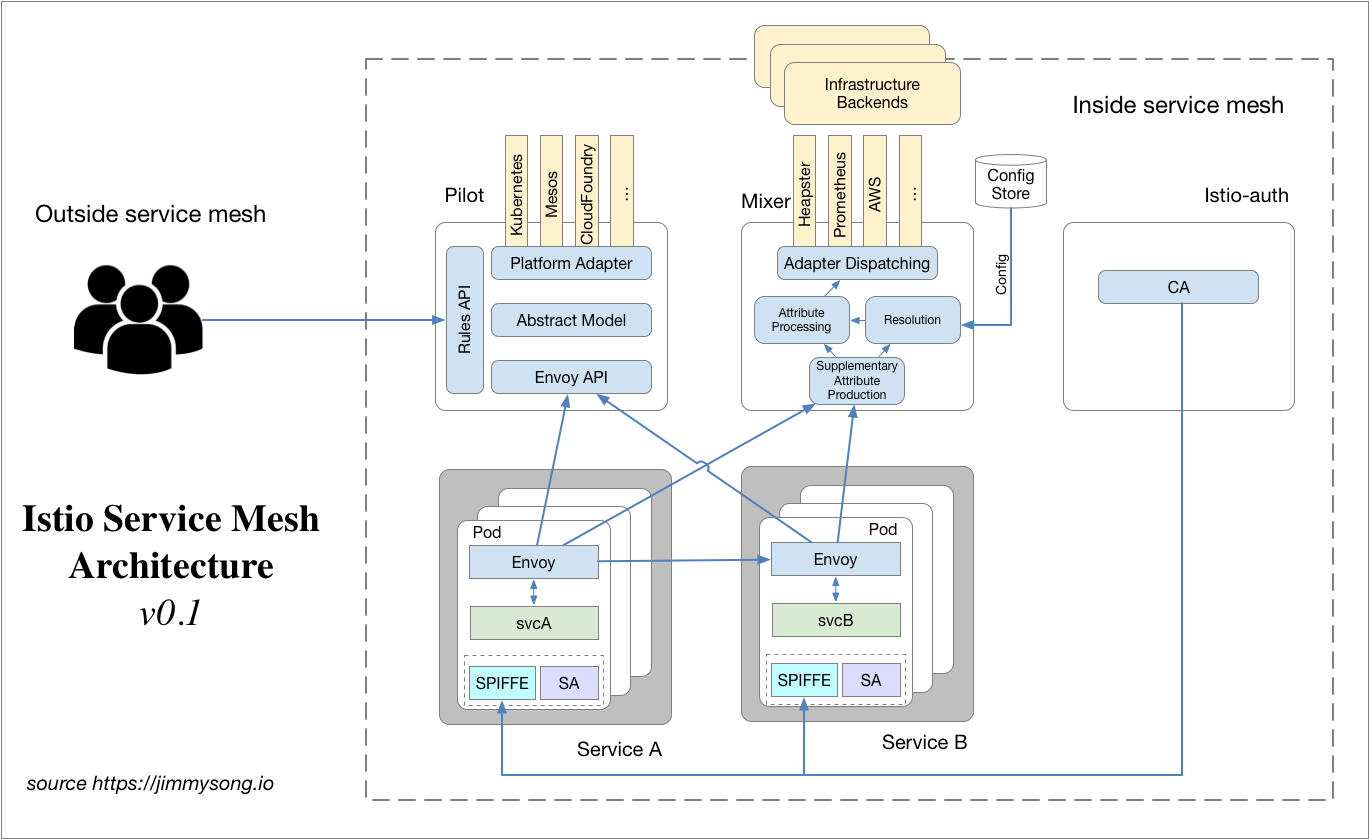 Infrastructure
Backends
Inside service mesh
Outside service mesh
Pilot
Kubernetes
Mesos
CloudFoundry
...
Rules API
Platform Adapter
Abstract Model
Envoy API
Mixer
Heapster
Prometheus
AWS
...
Adapter Dispatching
Attribute
Processing
Resolution
Supplementary
Attribute
Production
Config
Store
Config
Istio-auth
CA
Istio Service Mesh
Architecture
v0.1
Pod
Envoy
svcA
SPIFFE
SA
Service A
Pod
Envoy
svcB
SPIFFE
SA
Service B
source https://jimmysong.io